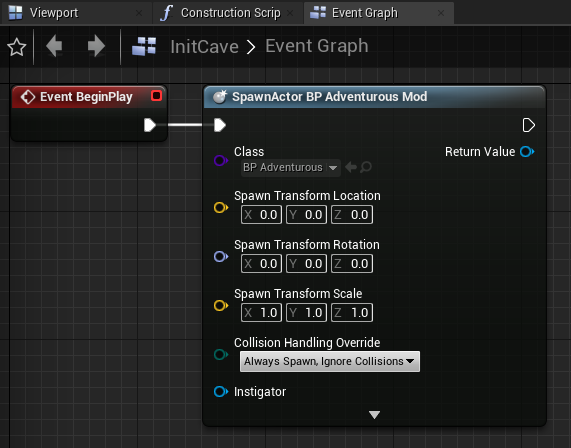 Viewport
Construction Scrip
Event Graph
InitCave > Event Graph
Event BeginPlay
SpawnActor BP Adventurous Mod
Class
Return Value
BP Adventurous
Spawn Transform Location
X 0.0 Y 0.0 Z 0.0
Spawn Transform Rotation
X 0.0 Y 0.0 Z 0.0
Spawn Transform Scale
X 1.0 Y 1.0 Z 1.0
Collision Handling Override
Always Spawn, Ignore Collisions
Instigator